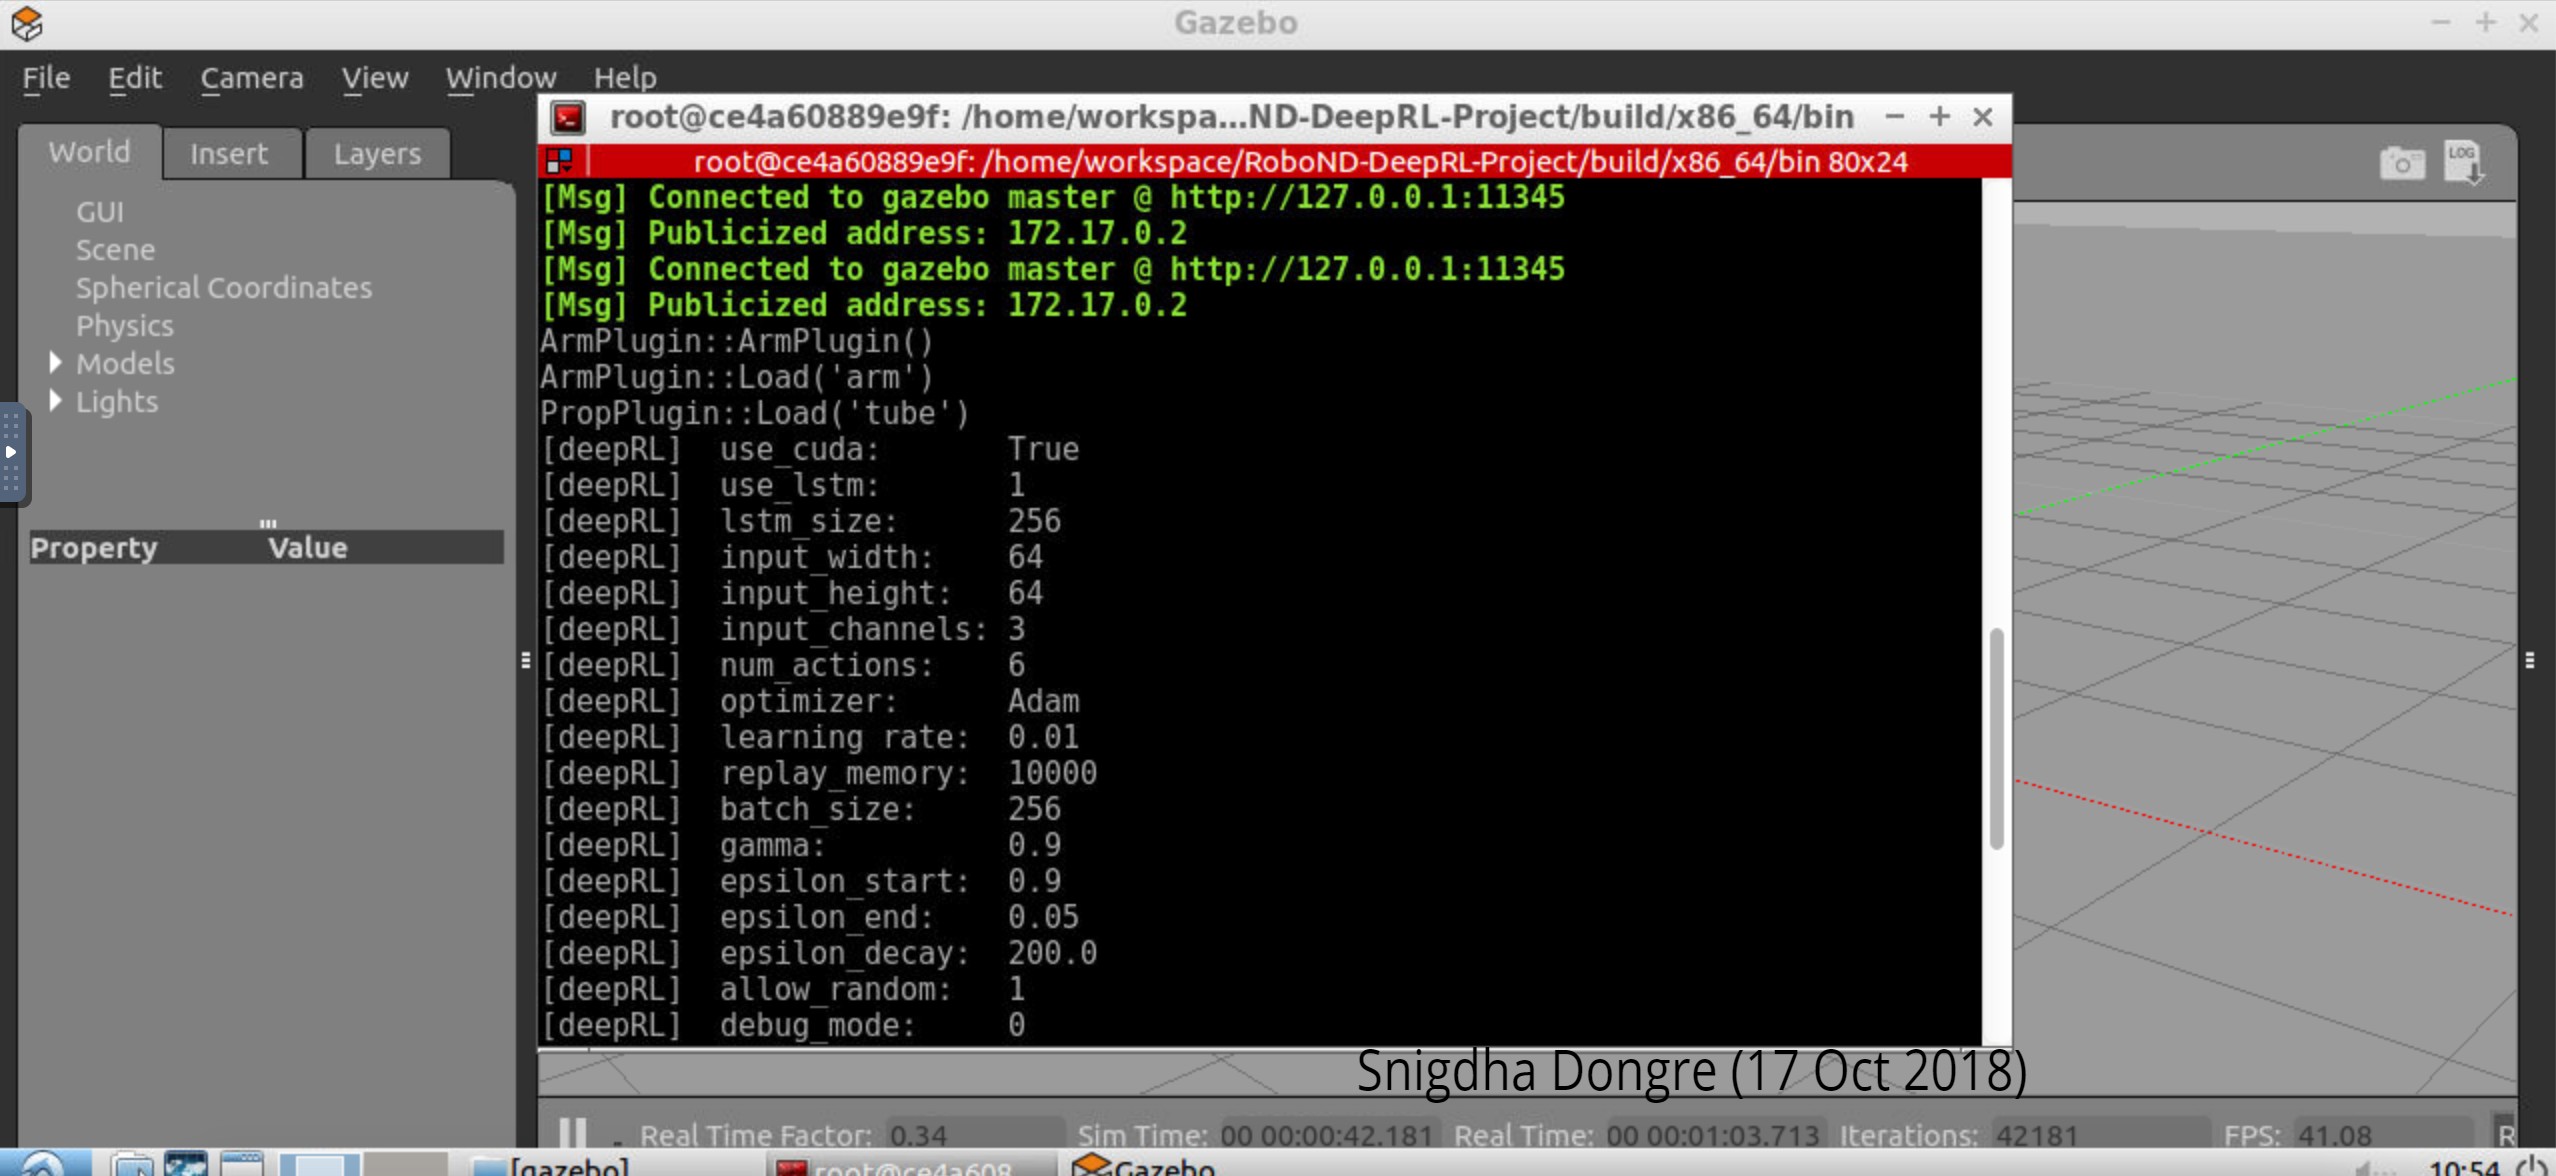 Gazebo
File Edit Camera View Window Help
World Insert Layers
GUI
Scene
Spherical Coordinates
Physics
Models
Lights
Property Value
root@ce4a60889e9f: /home/workspa...ND-DeepRL-Project/build/x86_64/bin
root@ce4a60889e9f: /home/workspace/RoboND-DeepRL-Project/build/x86_64/bin 80x24
[Msg] Connected to gazebo master @ http://127.0.0.1:11345
[Msg] Publicized address: 172.17.0.2
[Msg] Connected to gazebo master @ http://127.0.0.1:11345
[Msg] Publicized address: 172.17.0.2
ArmPlugin::ArmPlugin()
ArmPlugin::Load('arm')
PropPlugin::Load('tube')
[deepRL]  use_cuda:       True
[deepRL]  use_lstm:       1
[deepRL]  lstm_size:      256
[deepRL]  input_width:    64
[deepRL]  input_height:   64
[deepRL]  input_channels: 3
[deepRL]  num_actions:    6
[deepRL]  optimizer:      Adam
[deepRL]  learning rate:  0.01
[deepRL]  replay_memory:  10000
[deepRL]  batch_size:     256
[deepRL]  gamma:          0.9
[deepRL]  epsilon_start:  0.9
[deepRL]  epsilon_end:    0.05
[deepRL]  epsilon_decay:  200.0
[deepRL]  allow_random:   1
[deepRL]  debug_mode:     0
LOG
Snigdha Dongre (17 Oct 2018)
Real Time Factor: 0.34 Sim Time: 00 00:00:42.181 Real Time: 00 00:01:03.713 Iterations: 42181 FPS: 41.08 R
[gazebo] root@ce4a608 Gazebo 10:54